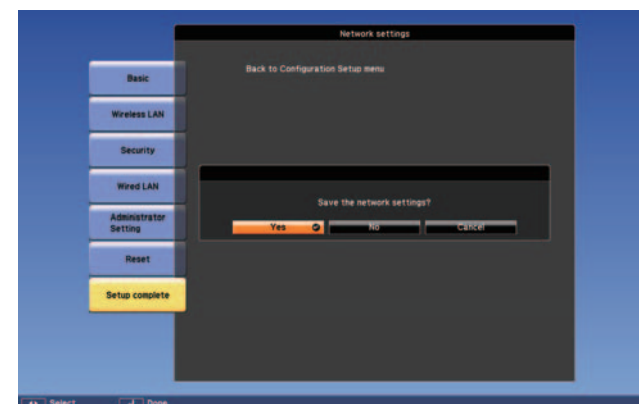 Network settings
Back to Configuration Setup menu
Basic
Wireless LAN
Security
Wired LAN
Administrator
Setting
Reset
Setup complete
Save the network settings?
Yes
No
Cancel
Select
Done